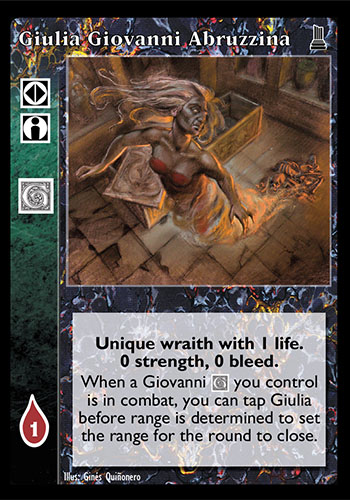 Giulia Giovanni Abruzzina
Unique wraith with 1 life.
0 strength, 0 bleed.
When a Giovanni G you control
is in combat, you can tap Giulia
before range is determined to set
the range for the round to close.
1
Illus: Ginés Quiñonero